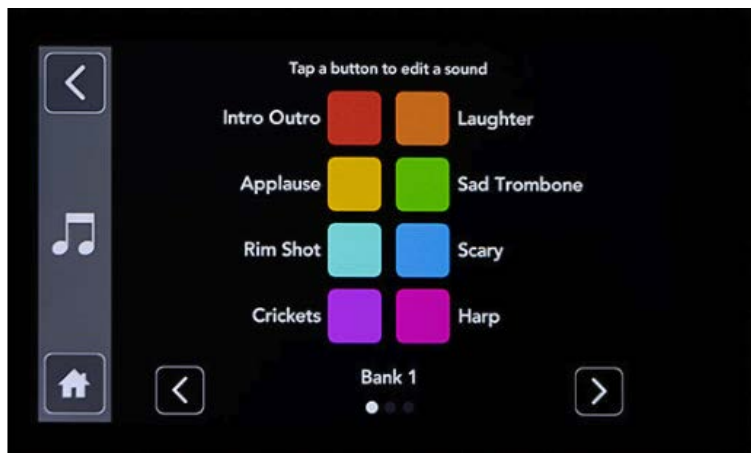 Tap a button to edit a sound
Intro Outro
Laughter
Applause
Sad Trombone
Rim Shot
Scary
Crickets
Harp
Bank 1